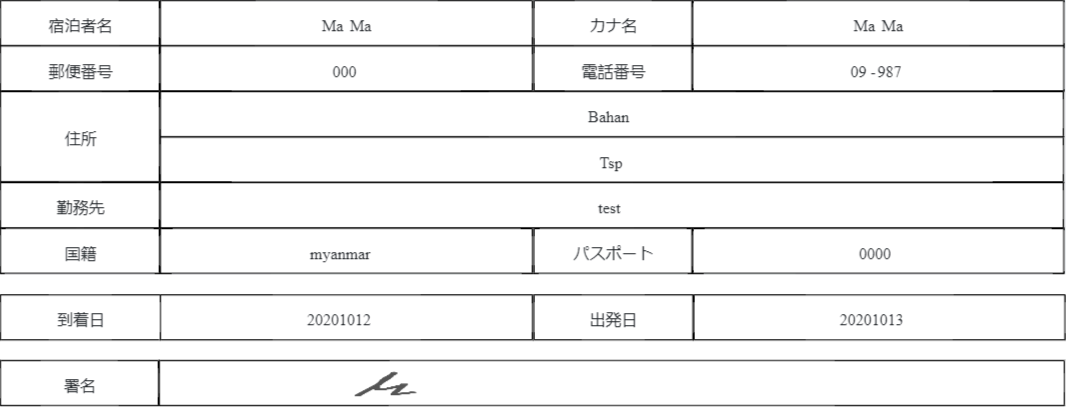 宿泊者名 Ma Ma カナ名 Ma Ma
郵便番号 000 電話番号 09 -987
住所 Bahan
Tsp
勤務先 test
国籍 myanmar パスポート 0000
到着日 20201012 出発日 20201013
署名